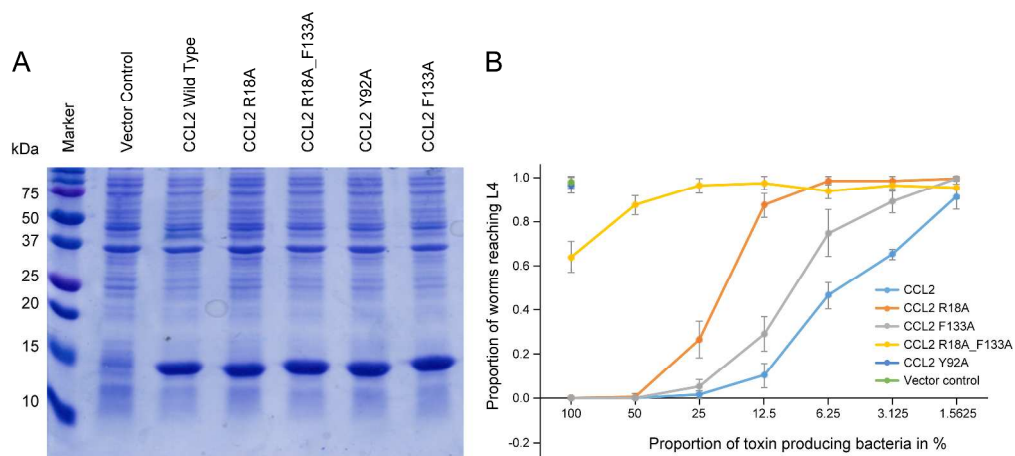 A
Marker
Vector Control
CCL2 Wild Type
CCL2 R18A
CCL2 R18A_F133A
CCL2 Y92A
CCL2 F133A
kDa
75
50
37
25
20
15
10
B
Proportion of worms reaching L4
1.0
0.8
0.6
0.4
0.2
0.0
-0.2
100 50 25 12.5 6.25 3.125 1.5625
Proportion of toxin producing bacteria in %
CCL2
CCL2 R18A
CCL2 F133A
CCL2 R18A_F133A
CCL2 Y92A
Vector control